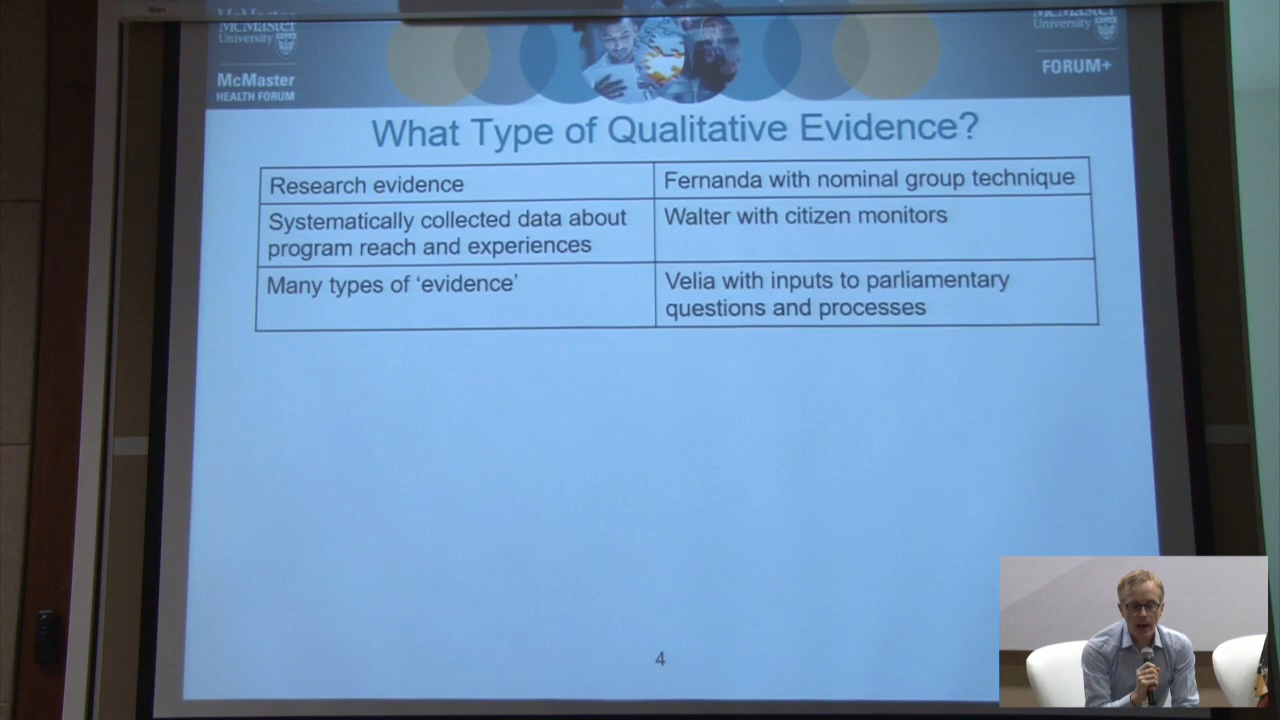 McMaster
University
McMaster
HEALTH FORUM
McMaster
University
FORUM+
What Type of Qualitative Evidence?
Research evidence
Fernanda with nominal group technique
Systematically collected data about
program reach and experiences
Walter with citizen monitors
Many types of ‘evidence’
Velia with inputs to parliamentary
questions and processes
4